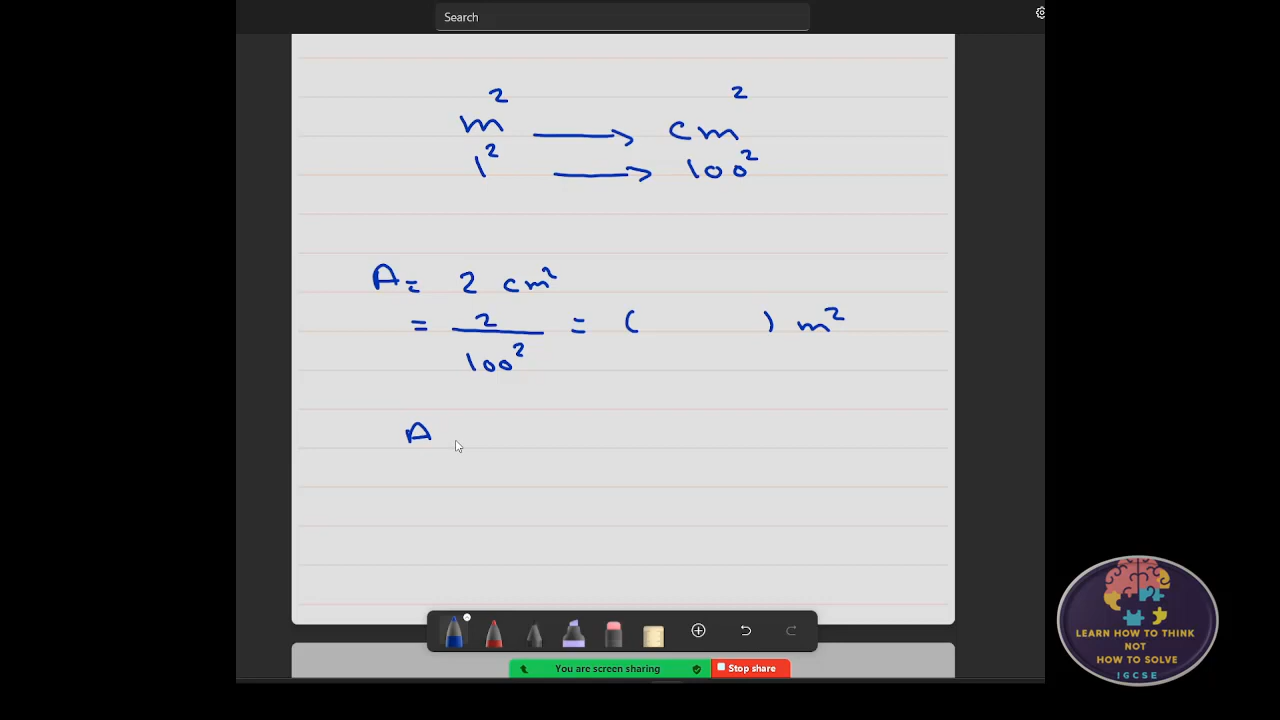 Search
m² → cm²
1² → 100²
A = 2 cm²
= 2/100² = (          ) m²
A
You are screen sharing
Stop share
LEARN HOW TO THINK
NOT
HOW TO SOLVE
IGCSE